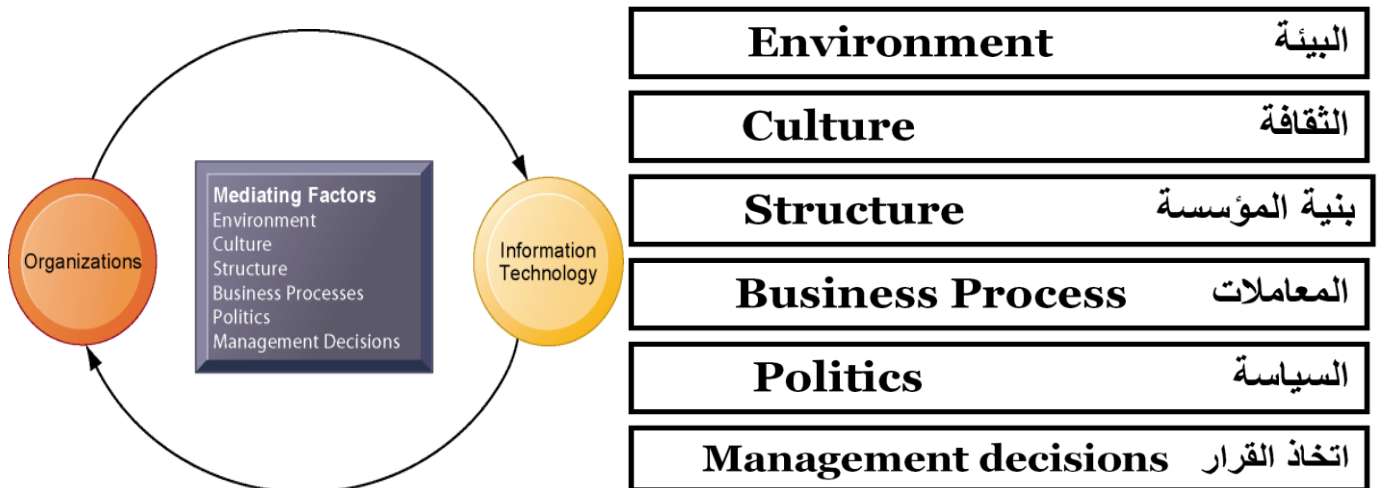 Organizations
Mediating Factors
Environment
Culture
Structure
Business Processes
Politics
Management Decisions
Information
Technology
Environment البيئة
Culture الثقافة
Structure بنية المؤسسة
Business Process المعاملات
Politics السياسة
Management decisions اتخاذ القرار